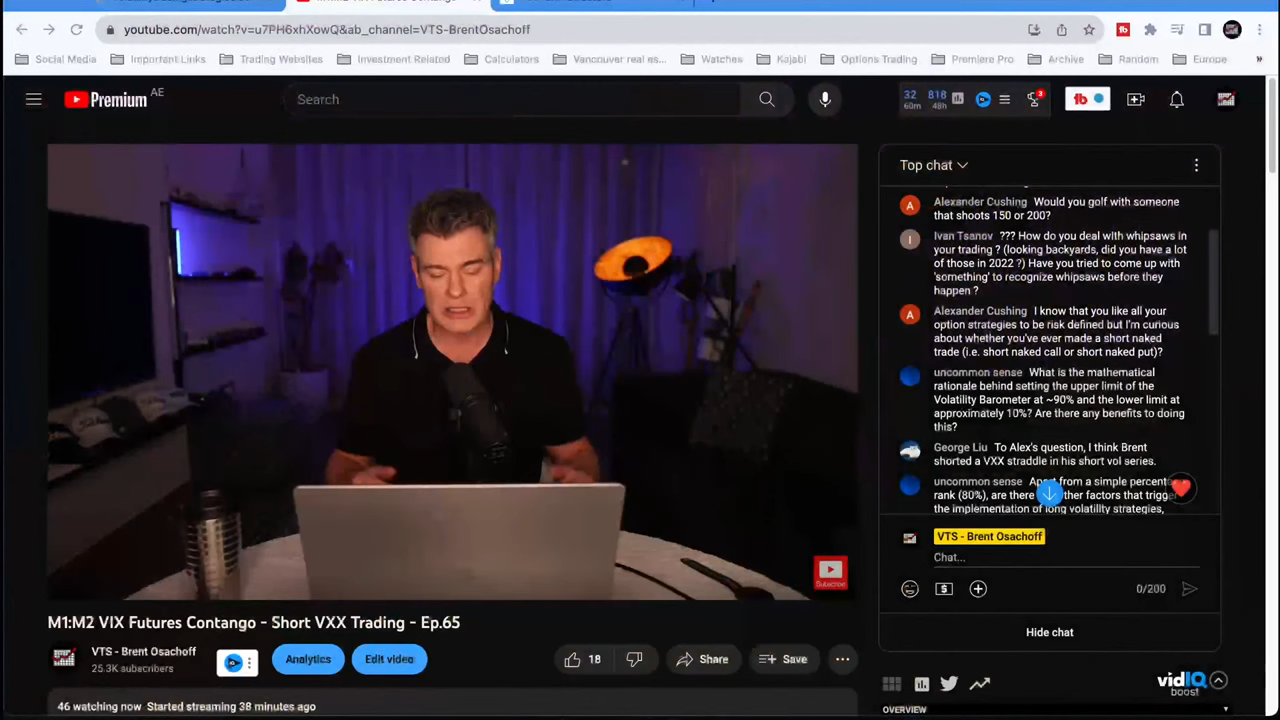 youtube.com/watch?v=u7PH6xhXowQ&ab_channel=VTS-BrentOsachoff
Social Media
Important Links
Trading Websites
Investment Related
Calculators
Vancouver real es...
Watches
Kajabi
Options Trading
Premiere Pro
Archive
Random
Europe
»
Premium AE
Search
32 818
60m 48h
3
Top chat
Alexander Cushing Would you golf with someone
that shoots 150 or 200?
Ivan Tsanov ??? How do you deal with whipsaws in
your trading ? (looking backyards, did you have a lot
of those in 2022 ?) Have you tried to come up with
'something' to recognize whipsaws before they
happen ?
Alexander Cushing I know that you like all your
option strategies to be risk defined but I'm curious
about whether you've ever made a short naked
trade (i.e. short naked call or short naked put)?
uncommon sense What is the mathematical
rationale behind setting the upper limit of the
Volatility Barometer at ~90% and the lower limit at
approximately 10%? Are there any benefits to doing
this?
George Liu To Alex's question, I think Brent
shorted a VXX straddle in his short vol series.
uncommon sense Apart from a simple percent
rank (80%), are there other factors that trigger
the implementation of long volatility strategies,
VTS - Brent Osachoff
Chat...
0/200
Hide chat
Subscribe
M1:M2 VIX Futures Contango - Short VXX Trading - Ep.65
VTS - Brent Osachoff
25.3K subscribers
Analytics
Edit video
18
Share
Save
46 watching now Started streaming 38 minutes ago
vidIQ
boost
OVERVIEW